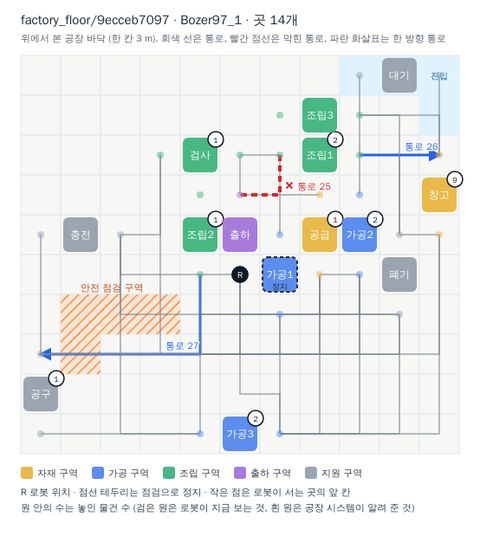 factory_floor/9ecceb7097 · Bozer97_1 · 곳 14개
위에서 본 공장 바닥 (한 칸 3 m). 회색 선은 통로, 빨간 점선은 막힌 통로, 파란 화살표는 한 방향 통로
대기
전립
조립3
검사
1
조립1
2
통로 26
✕ 통로 25
창고
9
충전
조립2
1
출하
공급
1
가공2
2
R
가공1
정지
폐기
안전 점검 구역
통로 27
공구
1
가공3
2
자재 구역
가공 구역
조립 구역
출하 구역
지원 구역
R 로봇 위치 · 점선 테두리는 점검으로 정지 · 작은 점은 로봇이 서는 곳의 앞 칸
원 안의 수는 놓인 물건 수 (검은 원은 로봇이 지금 보는 것, 흰 원은 공장 시스템이 알려 준 것)